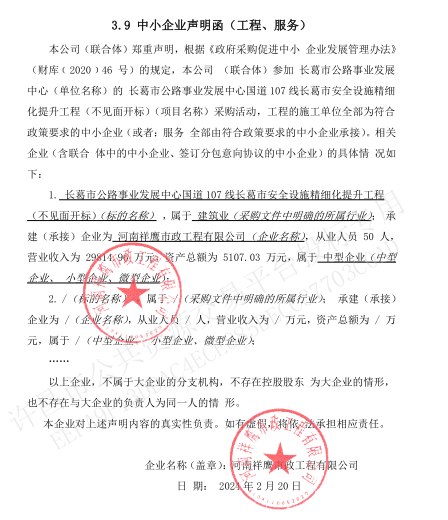 3.9 中小企业声明函（工程、服务）
本公司（联合体）郑重声明，根据《政府采购促进中小 企业发展管理办法》
（财库﹝2020﹞46 号）的规定，本公司 （联合体）参加 长葛市公路事业发展
中心（单位名称）的 长葛市公路事业发展中心国道107线长葛市安全设施精细
化提升工程（不见面开标）（项目名称）采购活动，工程的施工单位全部为符合
政策要求的中小企业（或者：服务 全部由符合政策要求的中小企业承接）。相关
企业（含联合 体中的中小企业、签订分包意向协议的中小企业）的具体情 况如
下：
1. 长葛市公路事业发展中心国道 107 线长葛市安全设施精细化提升工程
（不见面开标）（标的名称） ，属于 建筑业（采购文件中明确的所属行业）； 承
建（承接）企业为 河南祥鹰市政工程有限公司（企业名称），从业人员 50 人，
营业收入为 29814.96 万元，资产总额为 5107.03 万元，属于 中型企业（中型
企业、 小型企业、微型企业）；
2. / （标的名称） ，属于 / （采购文件中明确的所属行业）； 承建（承接）
企业为 / （企业名称），从业人员 / 人，营业收入为 / 万元，资产总额为 / 万
元，属于 / （中型企业、 小型企业、微型企业）；
……
以上企业，不属于大企业的分支机构，不存在控股股东 为大企业的情形，
也不存在与大企业的负责人为同一人的情 形。
本企业对上述声明内容的真实性负责。如有虚假，将依 法承担相应责任。
企业名称（盖章）：河南祥鹰市政工程有限公司
日 期： 2024 年 2 月 20 日